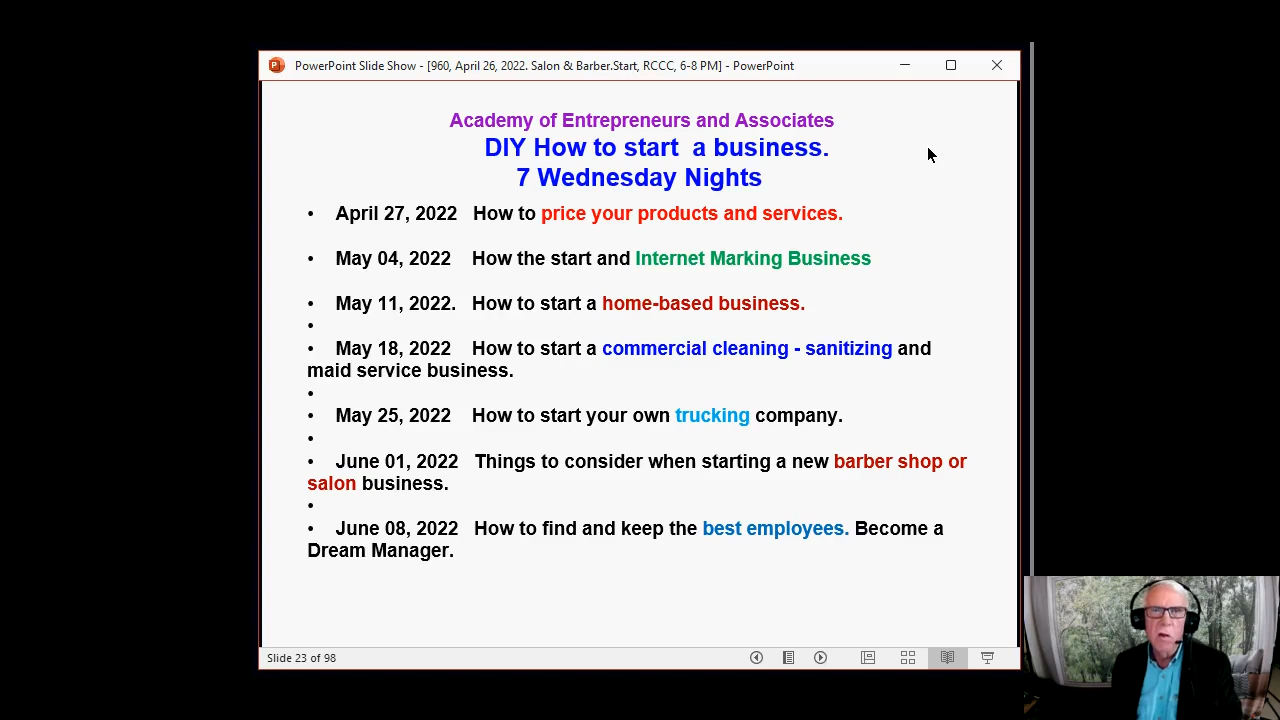 PowerPoint Slide Show - [960, April 26, 2022. Salon & Barber.Start, RCCC, 6-8 PM] - PowerPoint
Academy of Entrepreneurs and Associates
DIY How to start  a business.
7 Wednesday Nights
• April 27, 2022 How to price your products and services.
• May 04, 2022 How the start and Internet Marking Business
• May 11, 2022. How to start a home-based business.
•
• May 18, 2022 How to start a commercial cleaning - sanitizing and
maid service business.
•
• May 25, 2022 How to start your own trucking company.
•
• June 01, 2022 Things to consider when starting a new barber shop or
salon business.
•
• June 08, 2022 How to find and keep the best employees. Become a
Dream Manager.
Slide 23 of 98